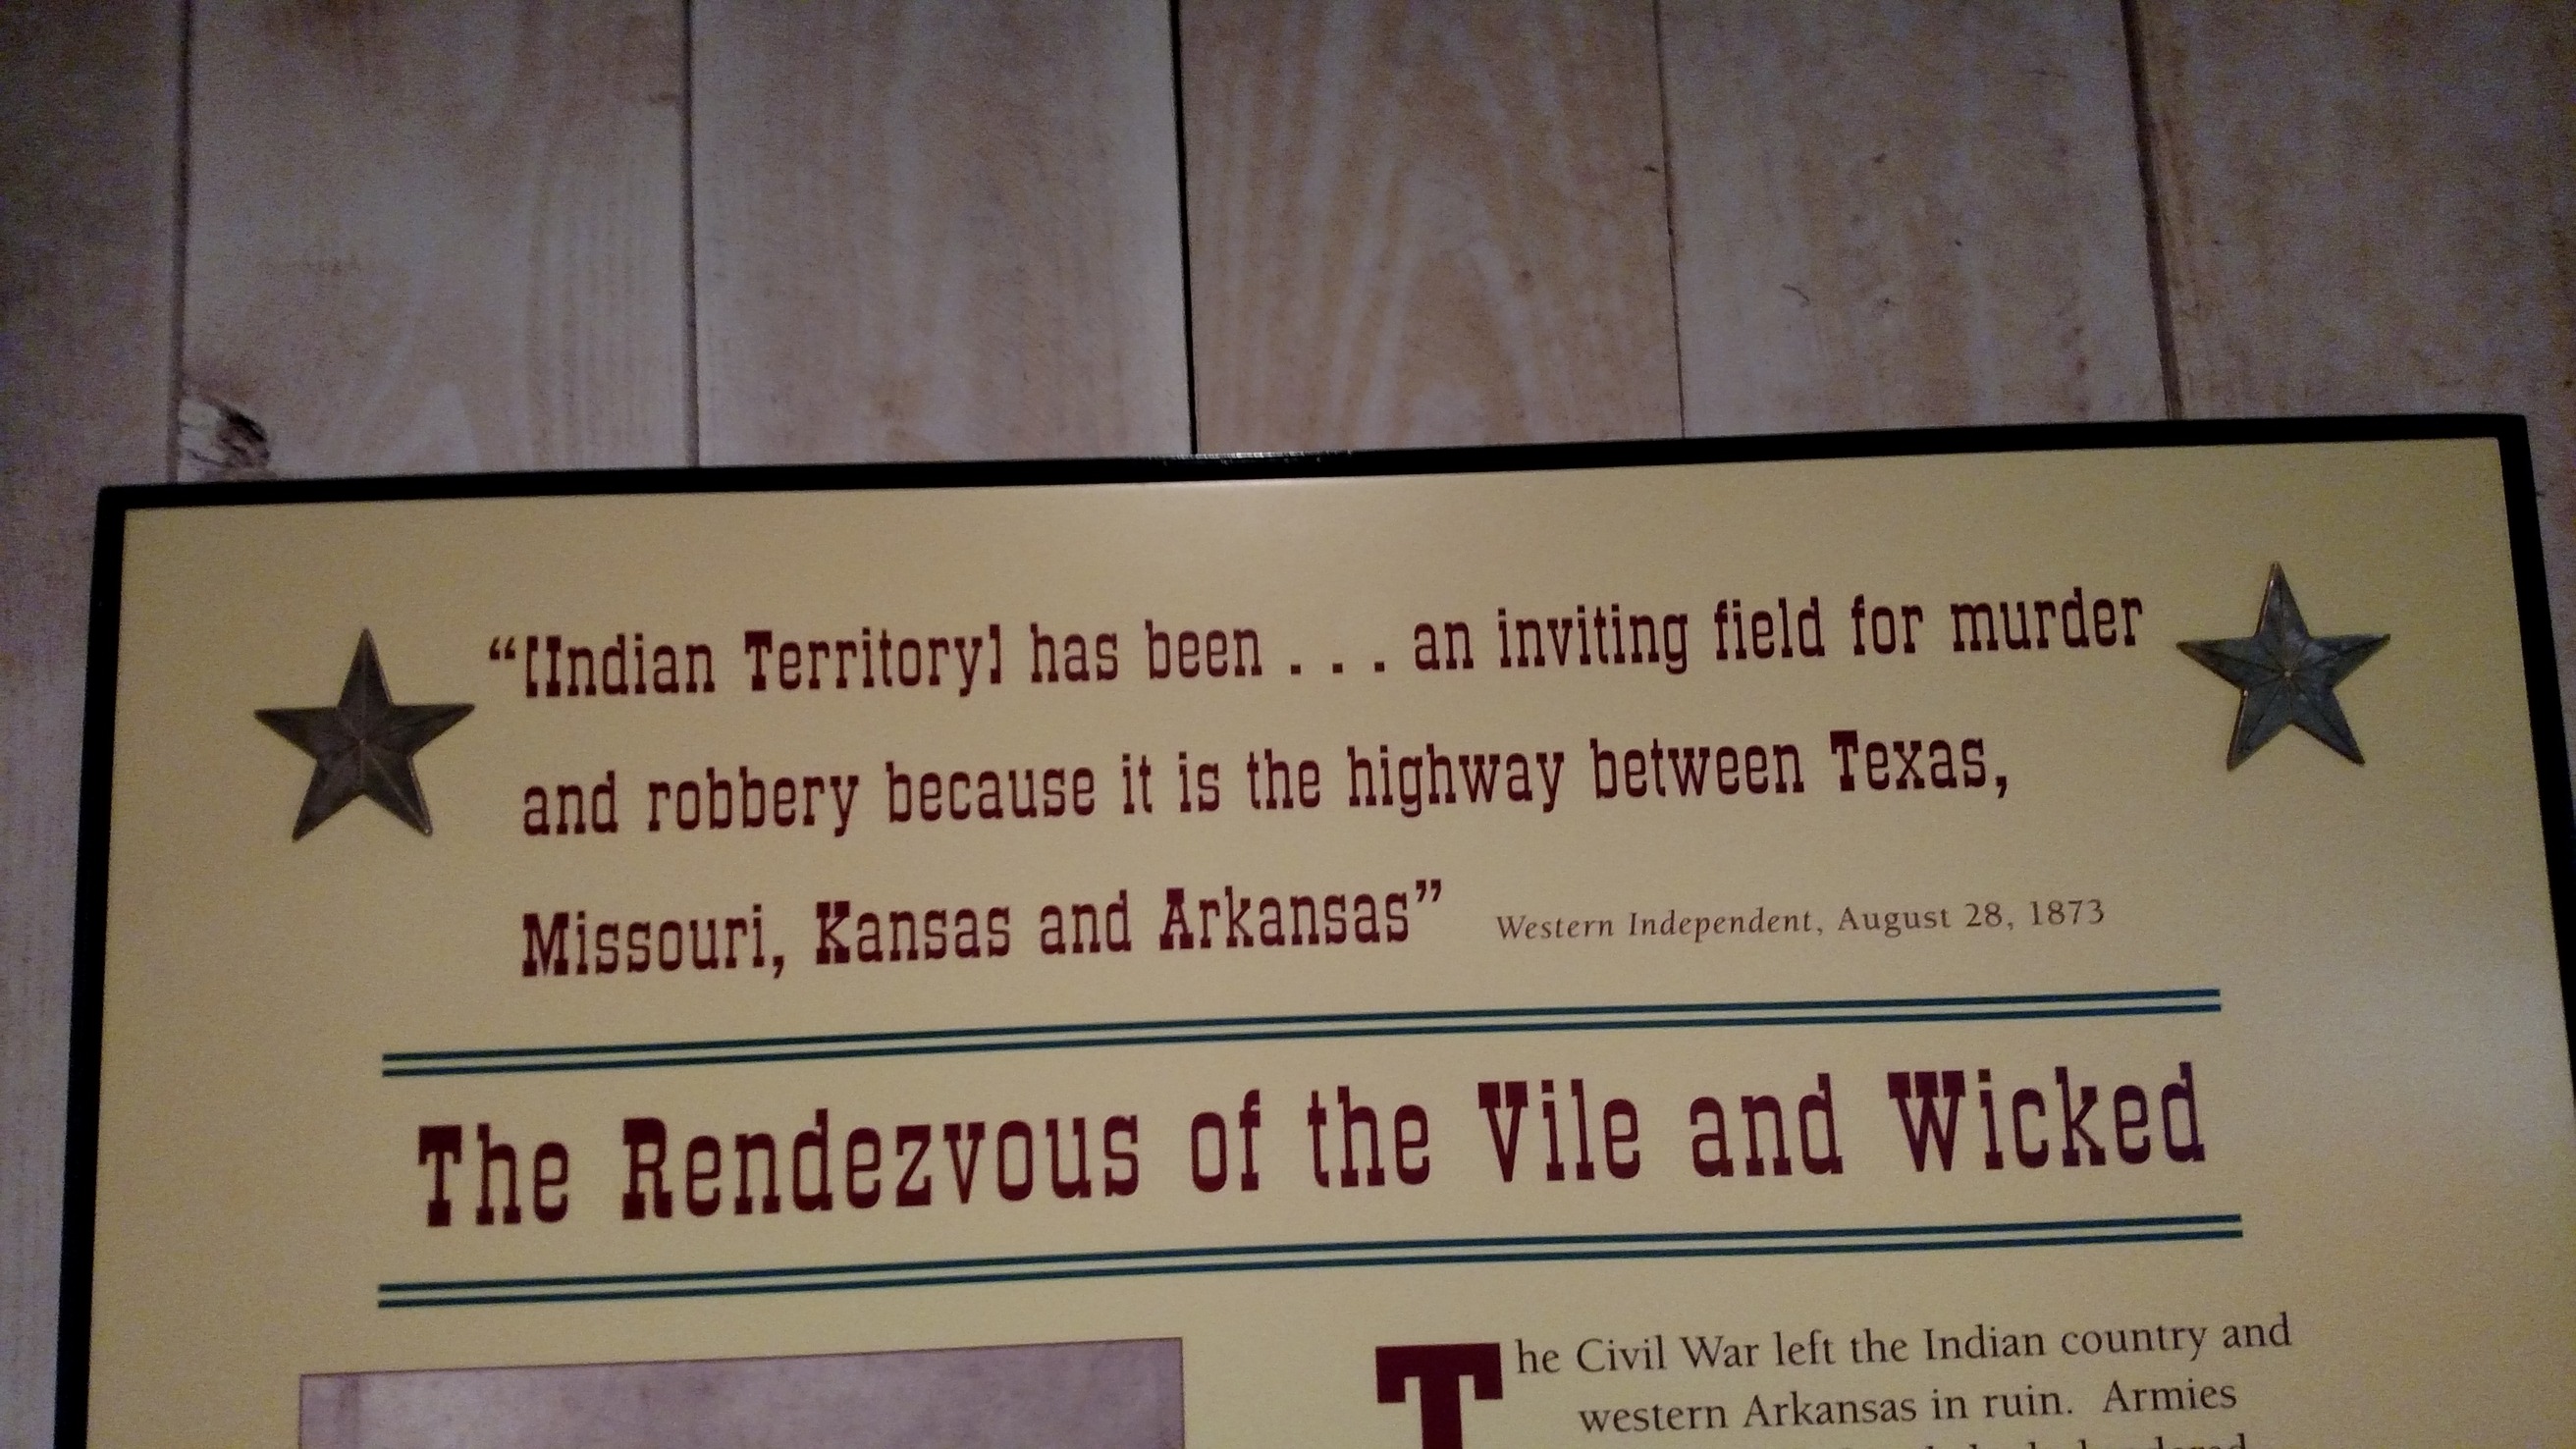 “[Indian Territory] has been . . . an inviting field for murder
and robbery because it is the highway between Texas,
Missouri, Kansas and Arkansas”
Western Independent, August 28, 1873
The Rendezvous of the Vile and Wicked
The Civil War left the Indian country and
western Arkansas in ruin. Armies